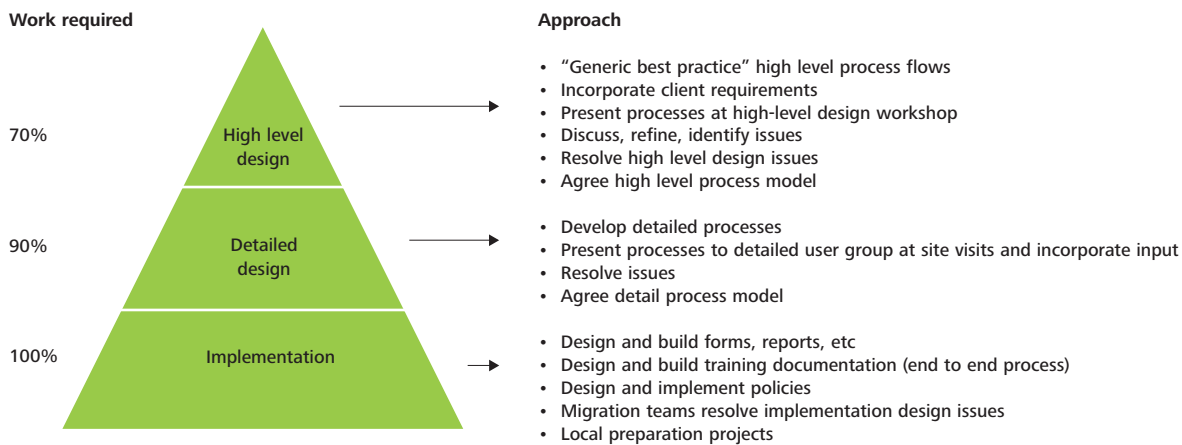 Work required
Approach
70%
High level
design
• “Generic best practice” high level process flows
• Incorporate client requirements
• Present processes at high-level design workshop
• Discuss, refine, identify issues
• Resolve high level design issues
• Agree high level process model
90%
Detailed
design
• Develop detailed processes
• Present processes to detailed user group at site visits and incorporate input
• Resolve issues
• Agree detail process model
100%
Implementation
• Design and build forms, reports, etc
• Design and build training documentation (end to end process)
• Design and implement policies
• Migration teams resolve implementation design issues
• Local preparation projects